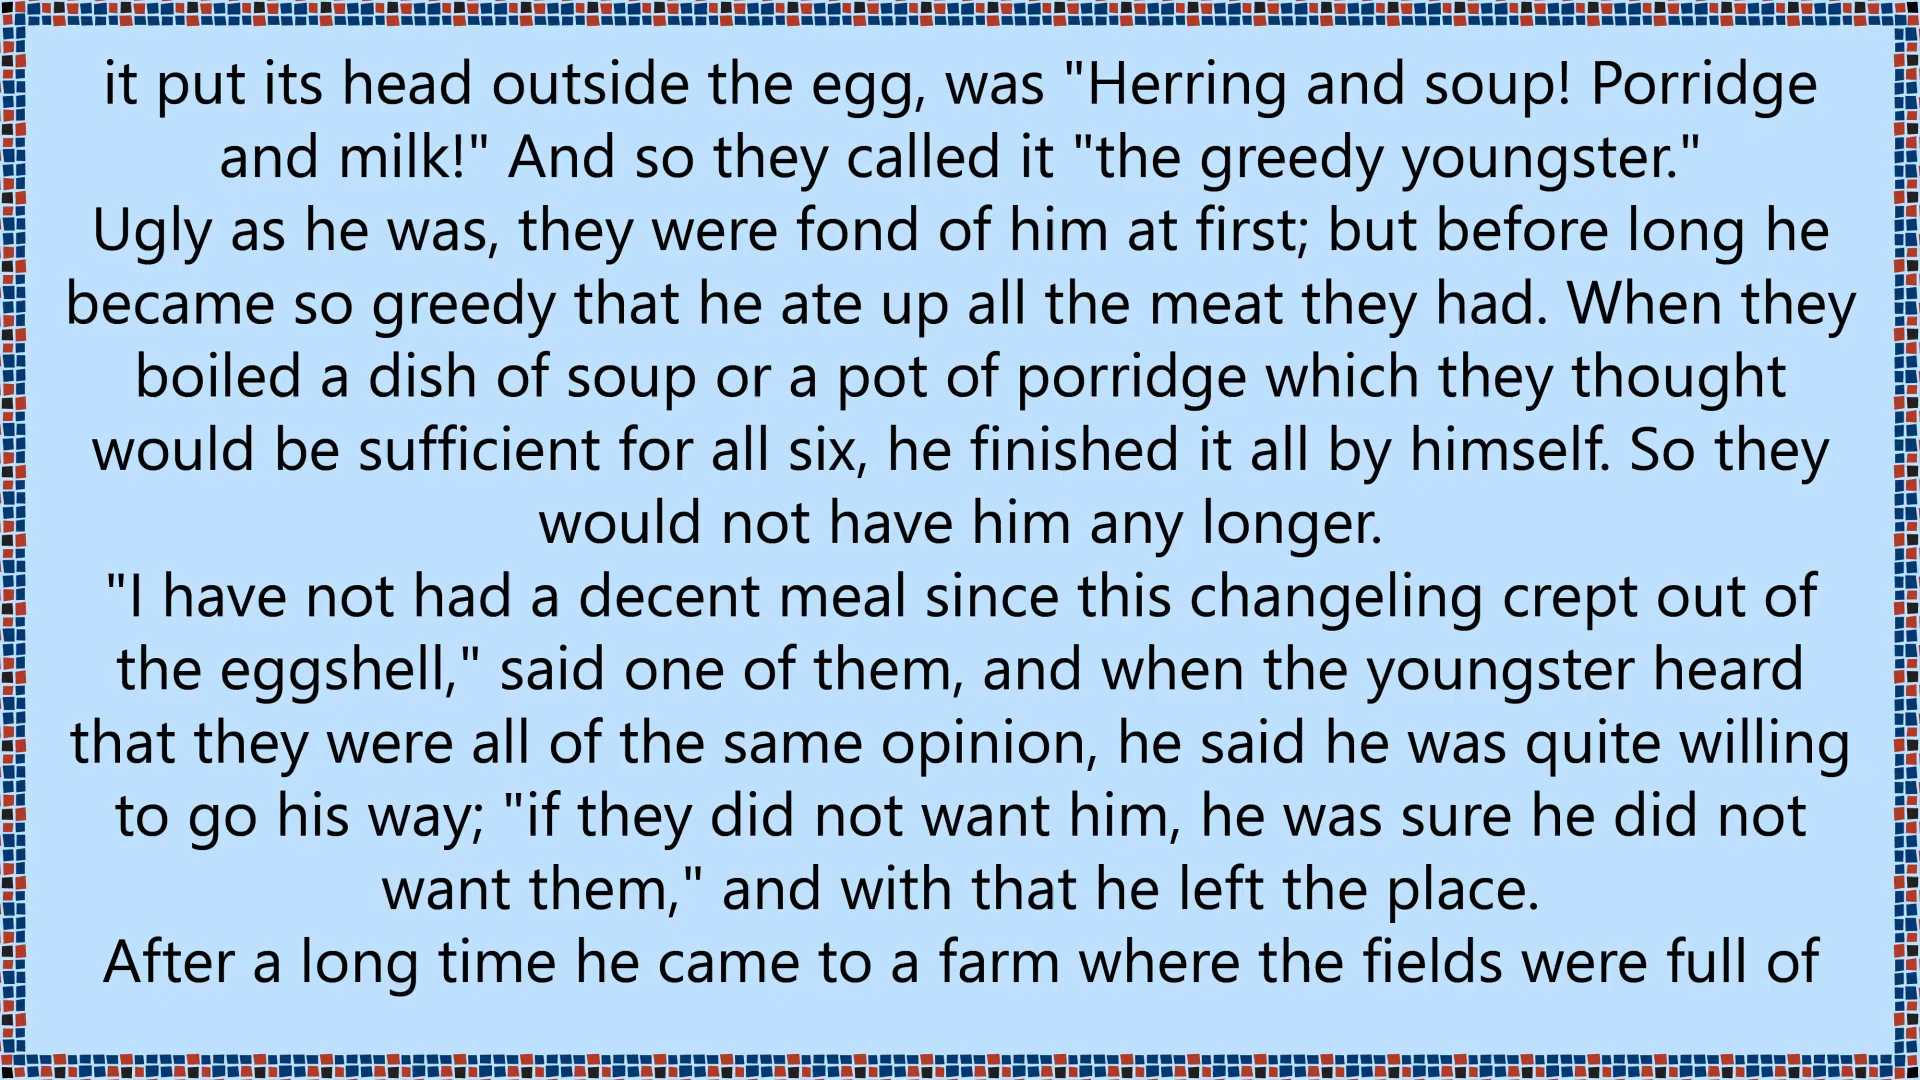 it put its head outside the egg, was "Herring and soup! Porridge
and milk!" And so they called it "the greedy youngster."
Ugly as he was, they were fond of him at first; but before long he
became so greedy that he ate up all the meat they had. When they
boiled a dish of soup or a pot of porridge which they thought
would be sufficient for all six, he finished it all by himself. So they
would not have him any longer.
"I have not had a decent meal since this changeling crept out of
the eggshell," said one of them, and when the youngster heard
that they were all of the same opinion, he said he was quite willing
to go his way; "if they did not want him, he was sure he did not
want them," and with that he left the place.
After a long time he came to a farm where the fields were full of